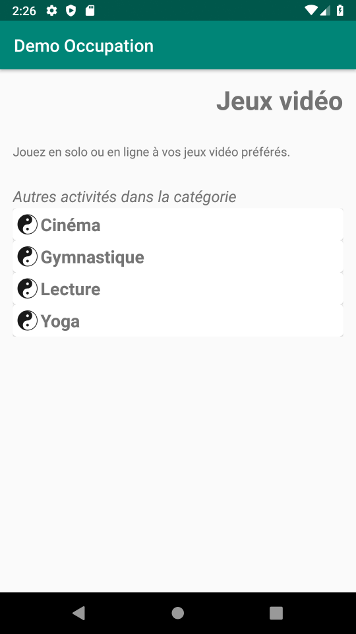 2:26
Demo Occupation
Jeux vidéo
Jouez en solo ou en ligne à vos jeux vidéo préférés.
Autres activités dans la catégorie
Cinéma
Gymnastique
Lecture
Yoga